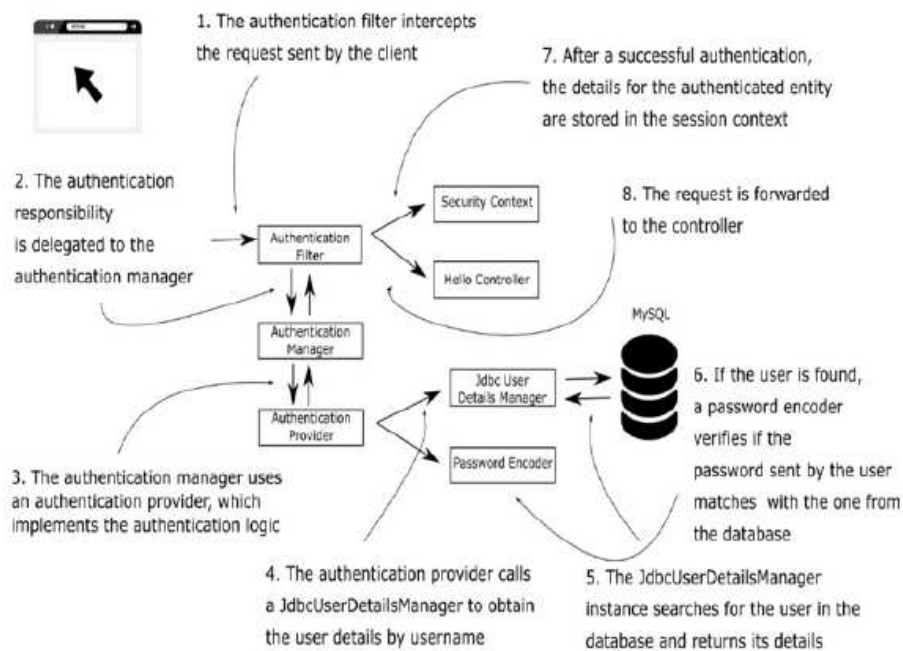 1. The authentication filter intercepts
the request sent by the client
7. After a successful authentication,
the details for the authenticated entity
are stored in the session context
2. The authentication
responsibility
is delegated to the
authentication manager
8. The request is forwarded
to the controller
Security Context
Authentication
Filter
Hello Controller
MySQL
Authentication
Manager
Jdbc User
Details Manager
6. If the user is found,
a password encoder
verifies if the
password sent by the user
matches with the one from
the database
Authentication
Provider
Password Encoder
3. The authentication manager uses
an authentication provider, which
implements the authentication logic
4. The authentication provider calls
a JdbcUserDetailsManager to obtain
the user details by username
5. The JdbcUserDetailsManager
instance searches for the user in the
database and returns its details